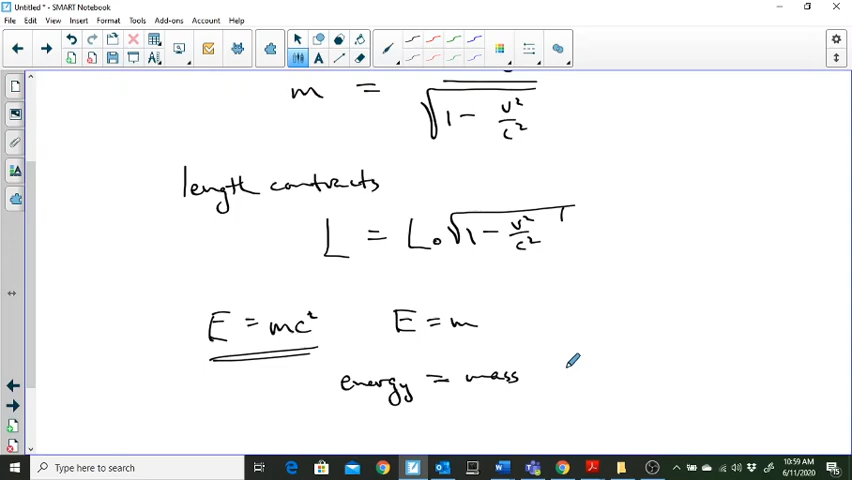 Untitled * - SMART Notebook
File Edit View Insert Format Tools Add-ons Account Help
m = √1 - v²/c²
length contracts
L = L₀ √1 - v²/c²
E = mc² E = m
energy = mass
Type here to search
10:59 AM
6/11/2020
15